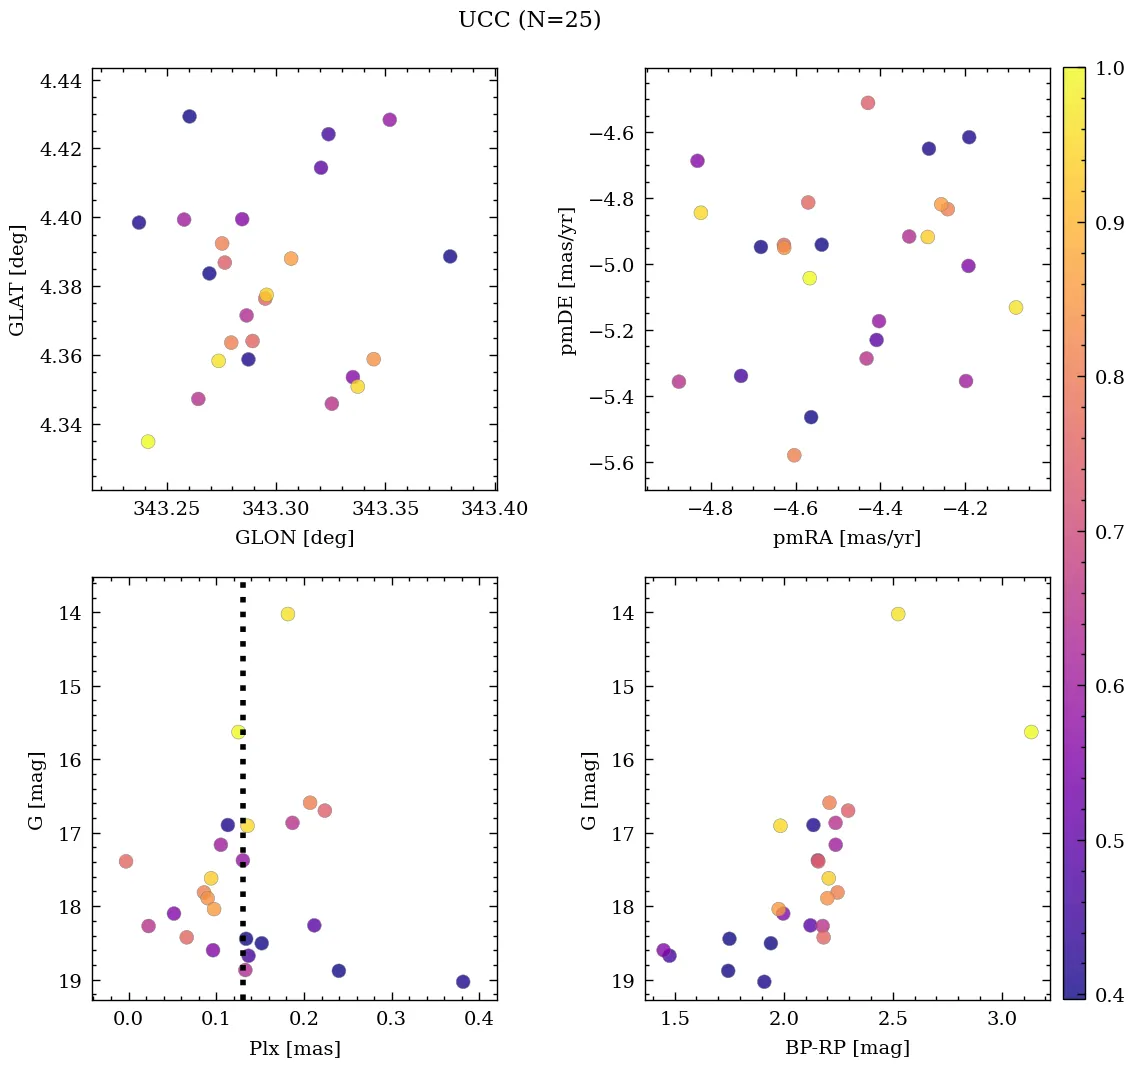 UCC (N=25)
4.44
4.42
4.40
4.38
4.36
4.34
GLAT [deg]
343.25 343.30 343.35 343.40
GLON [deg]
−4.6
−4.8
−5.0
−5.2
−5.4
−5.6
pmDE [mas/yr]
−4.8 −4.6 −4.4 −4.2
pmRA [mas/yr]
14
15
16
17
18
19
G [mag]
0.0 0.1 0.2 0.3 0.4
Plx [mas]
14
15
16
17
18
19
G [mag]
1.5 2.0 2.5 3.0
BP-RP [mag]
1.0
0.9
0.8
0.7
0.6
0.5
0.4